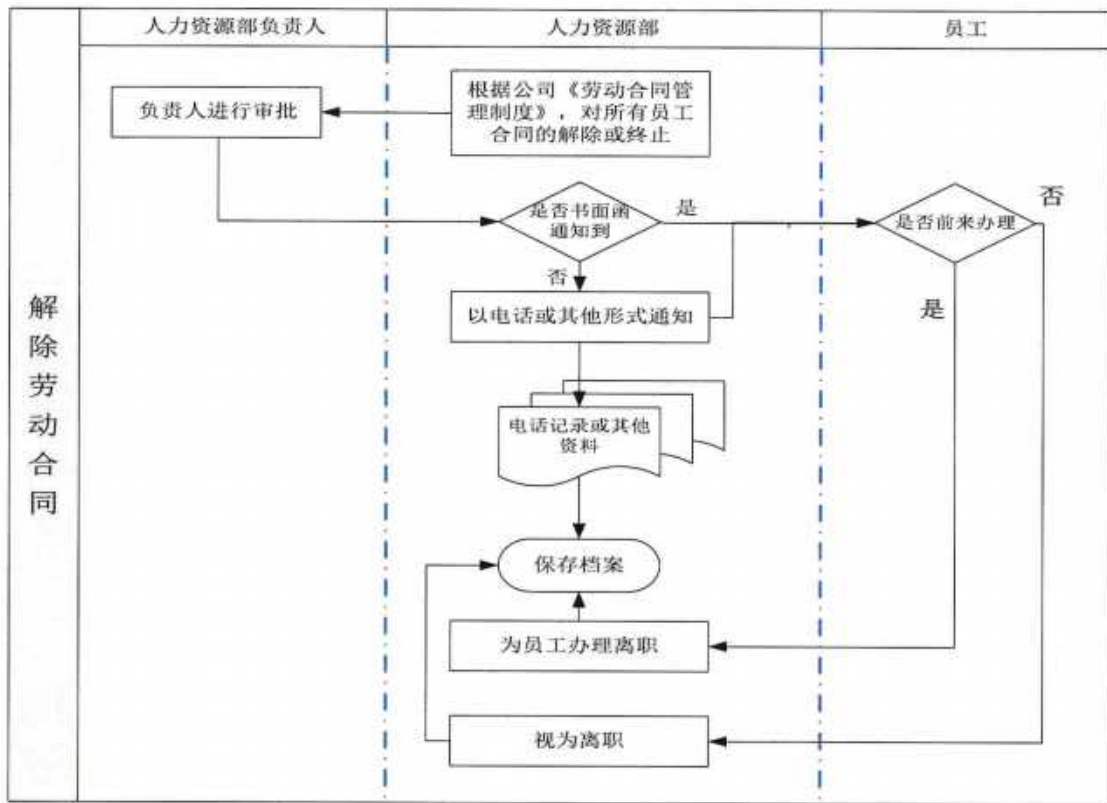 人力资源部负责人
人力资源部
员工
负责人进行审批
根据公司《劳动合同管
理制度》，对所有员工
合同的解除或终止
是否书面函
通知到
是
是否前来办理
否
否
以电话或其他形式通知
是
解除劳动合同
电话记录或其他
资料
保存档案
为员工办理离职
视为离职